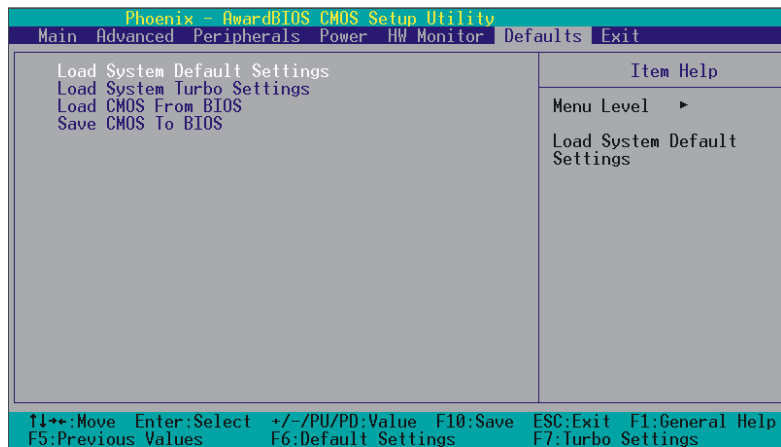 Phoenix - AwardBIOS CMOS Setup Utility
Main Advanced Peripherals Power HW Monitor Defaults Exit
Load System Default Settings
Load System Turbo Settings
Load CMOS From BIOS
Save CMOS To BIOS
Item Help
Menu Level ►
Load System Default
Settings
↑↓→←:Move Enter:Select +/-/PU/PD:Value F10:Save ESC:Exit F1:General Help
F5:Previous Values F6:Default Settings F7:Turbo Settings